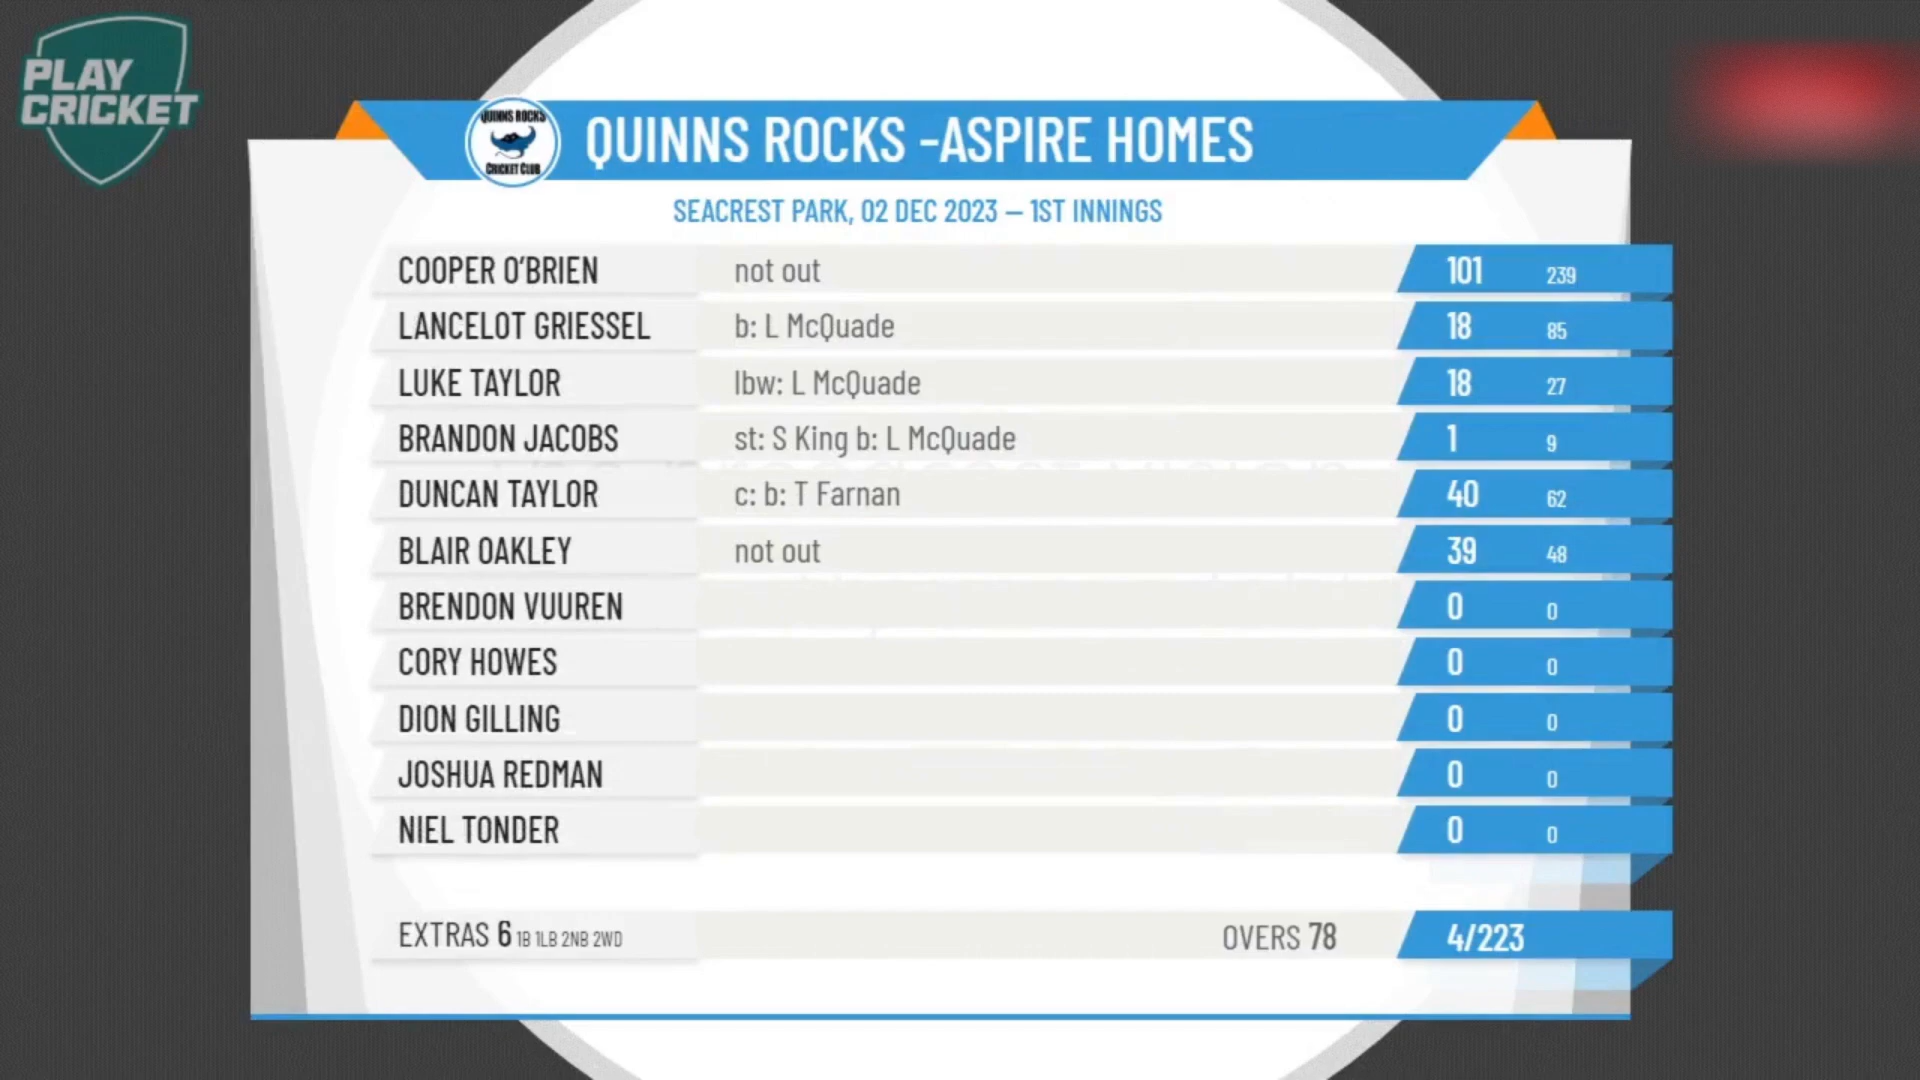 PLAY
CRICKET
QUINNS ROCKS
CRICKET CLUB
QUINNS ROCKS -ASPIRE HOMES
SEACREST PARK, 02 DEC 2023 – 1ST INNINGS
COOPER O'BRIEN not out 101 239
LANCELOT GRIESSEL b: L McQuade 18 85
LUKE TAYLOR lbw: L McQuade 18 27
BRANDON JACOBS st: S King b: L McQuade 1 9
DUNCAN TAYLOR c: b: T Farnan 40 62
BLAIR OAKLEY not out 39 48
BRENDON VUUREN 0 0
CORY HOWES 0 0
DION GILLING 0 0
JOSHUA REDMAN 0 0
NIEL TONDER 0 0
EXTRAS 6 1B 1LB 2NB 2WD OVERS 78 4/223